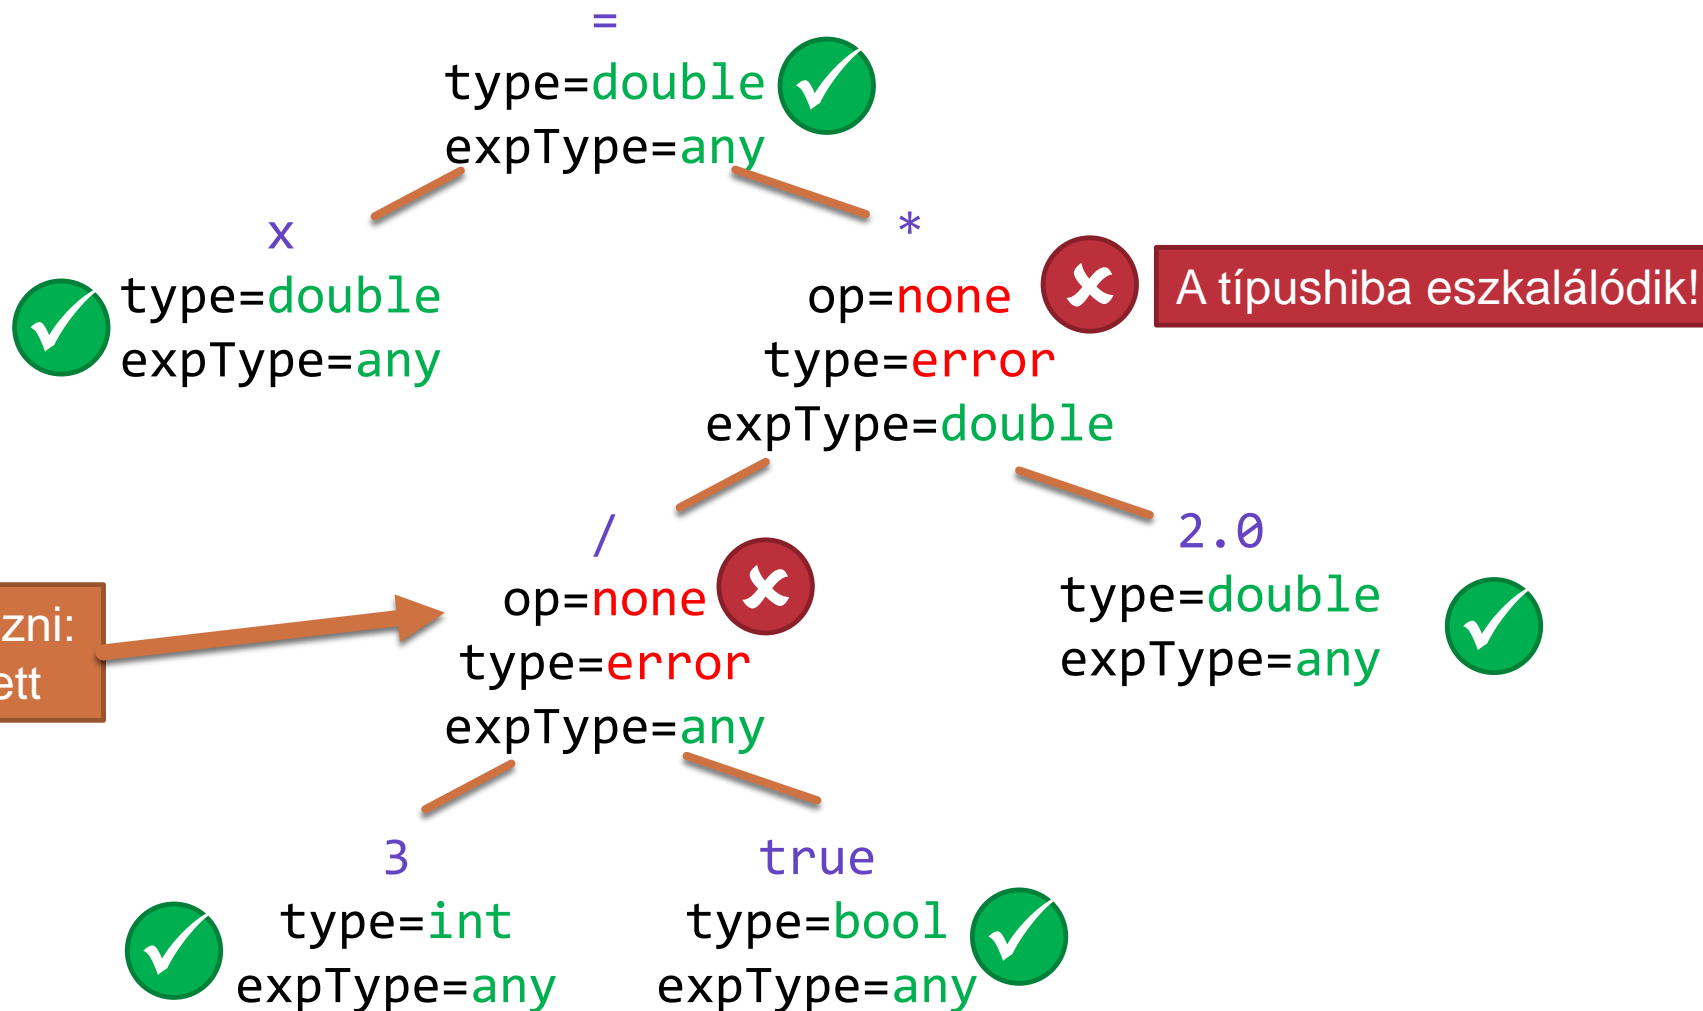 =
type=double
expType=any
x
type=double
expType=any
*
op=none
type=error
expType=double
A típushiba eszkalálódik!
/
op=none
type=error
expType=any
zni:
ett
2.0
type=double
expType=any
3
type=int
expType=any
true
type=bool
expType=any